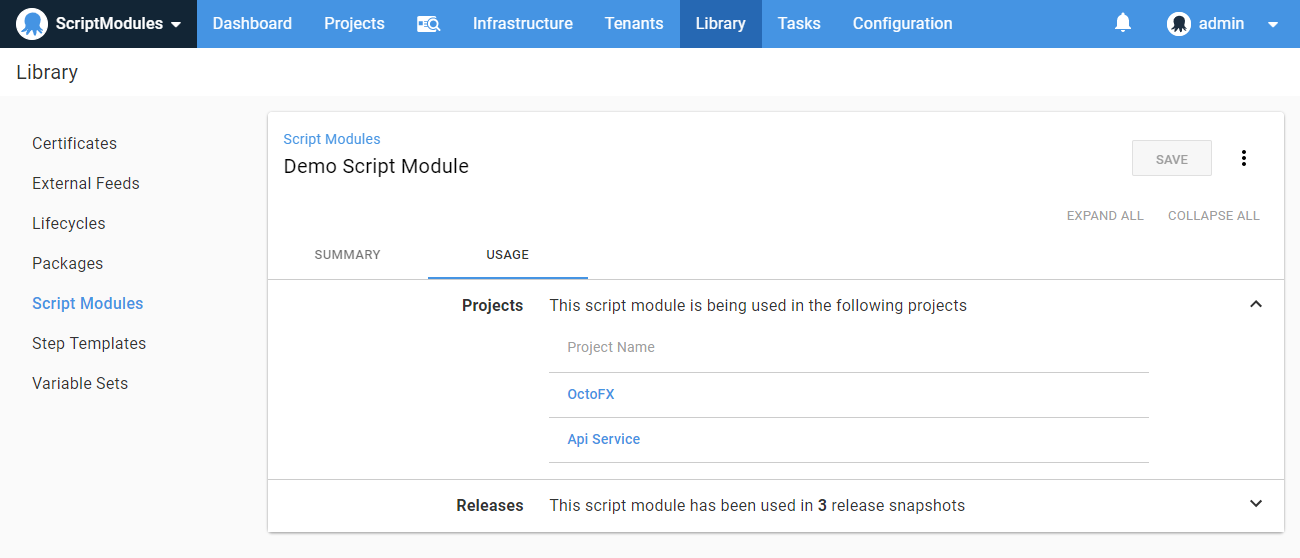 ScriptModules Dashboard Projects Infrastructure Tenants Library Tasks Configuration admin
Library
Certificates
External Feeds
Lifecycles
Packages
Script Modules
Step Templates
Variable Sets
Script Modules
Demo Script Module
SAVE
EXPAND ALL COLLAPSE ALL
SUMMARY USAGE
Projects This script module is being used in the following projects
Project Name
OctoFX
Api Service
Releases This script module has been used in 3 release snapshots